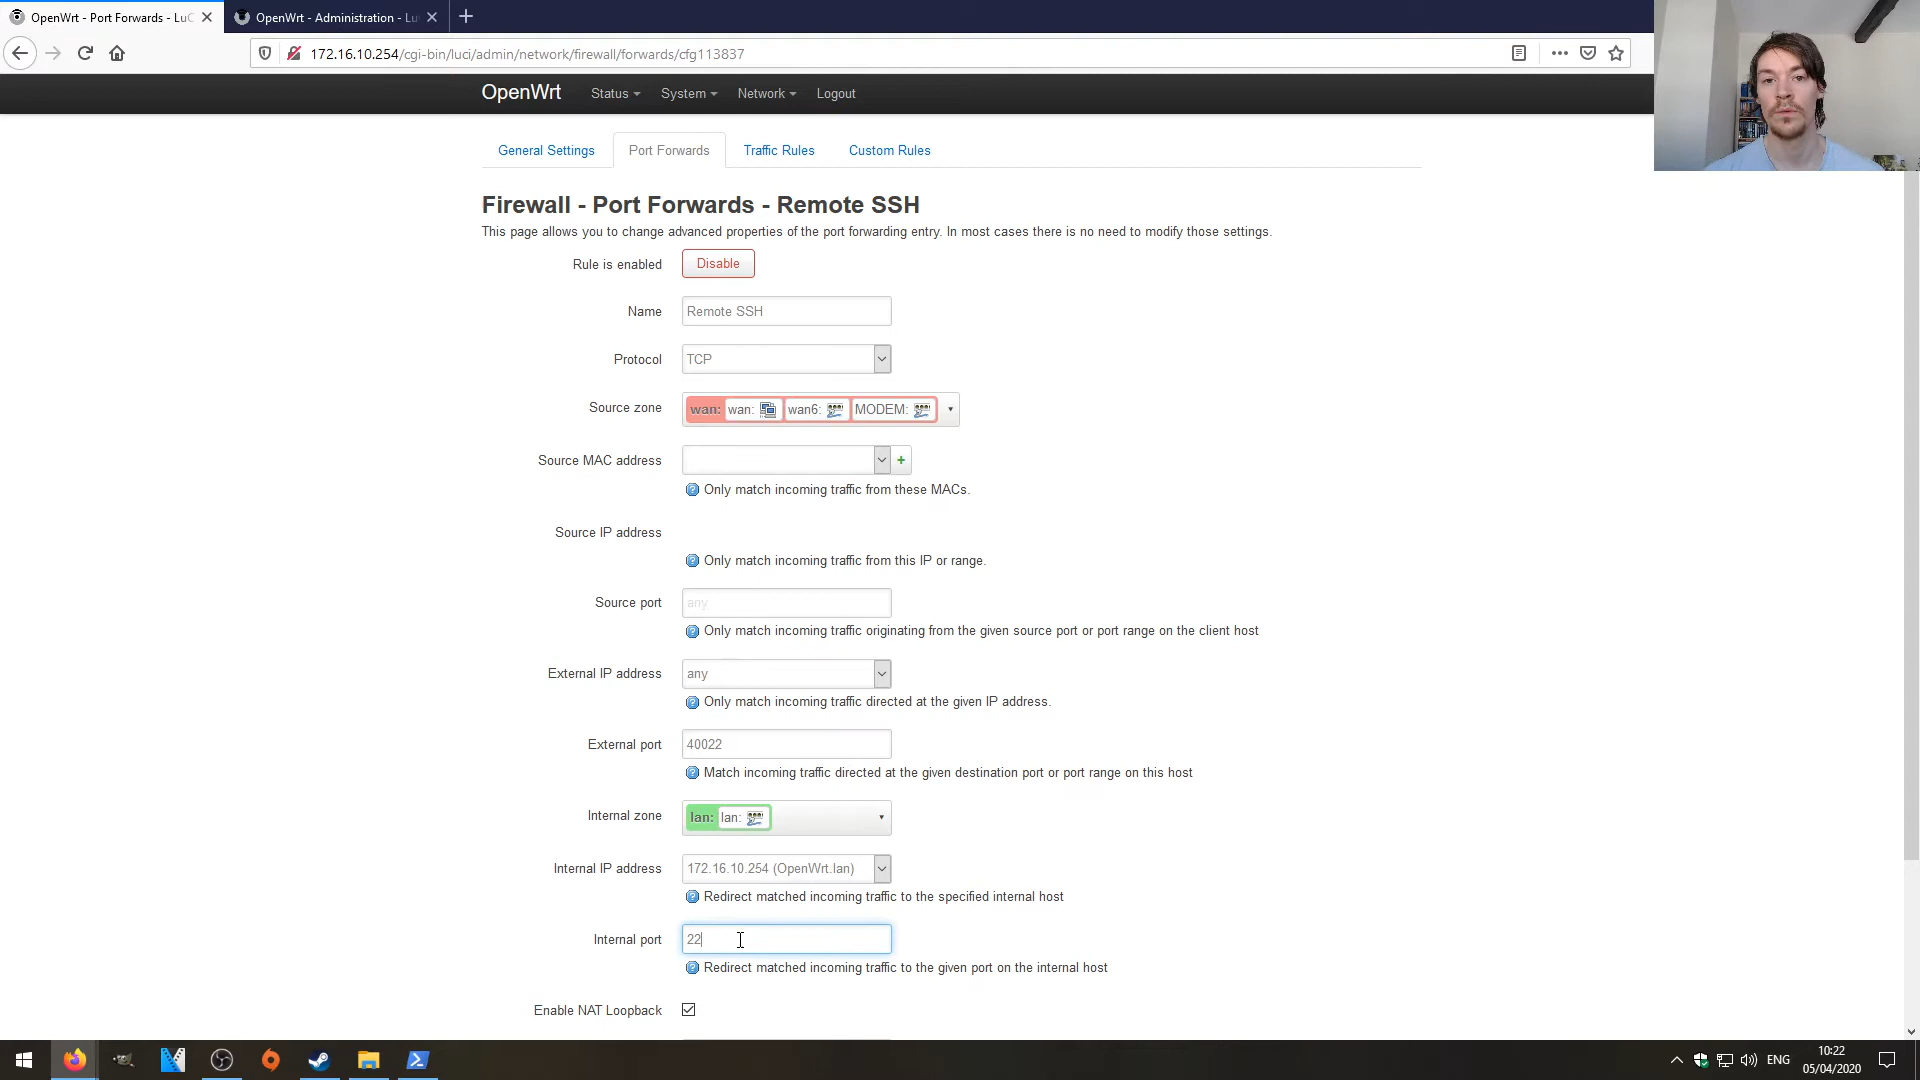 OpenWrt - Port Forwards - LuC
OpenWrt - Administration - Lu
172.16.10.254/cgi-bin/luci/admin/network/firewall/forwards/cfg113837
OpenWrt Status System Network Logout
General Settings Port Forwards Traffic Rules Custom Rules
Firewall - Port Forwards - Remote SSH
This page allows you to change advanced properties of the port forwarding entry. In most cases there is no need to modify those settings.
Rule is enabled Disable
Name Remote SSH
Protocol TCP
Source zone wan: wan: wan6: MODEM:
Source MAC address
Only match incoming traffic from these MACs.
Source IP address
Only match incoming traffic from this IP or range.
Source port any
Only match incoming traffic originating from the given source port or port range on the client host
External IP address any
Only match incoming traffic directed at the given IP address.
External port 40022
Match incoming traffic directed at the given destination port or port range on this host
Internal zone lan: lan:
Internal IP address 172.16.10.254 (OpenWrt.lan)
Redirect matched incoming traffic to the specified internal host
Internal port 22
Redirect matched incoming traffic to the given port on the internal host
Enable NAT Loopback
ENG
10:22
05/04/2020